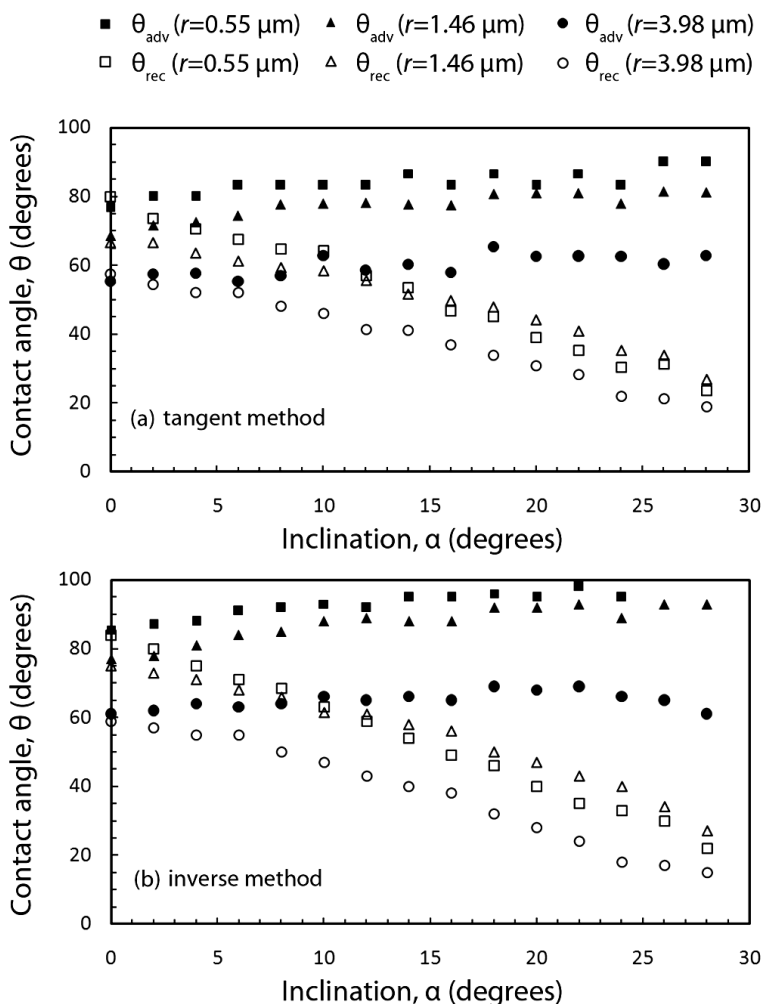 ■ θadv (r=0.55 µm) ▲ θadv (r=1.46 µm) ● θadv (r=3.98 µm)
□ θrec (r=0.55 µm) △ θrec (r=1.46 µm) ○ θrec (r=3.98 µm)
100
80
60
40
20
0
Contact angle, θ (degrees)
(a) tangent method
0 5 10 15 20 25 30
Inclination, α (degrees)
100
80
60
40
20
0
Contact angle, θ (degrees)
(b) inverse method
0 5 10 15 20 25 30
Inclination, α (degrees)